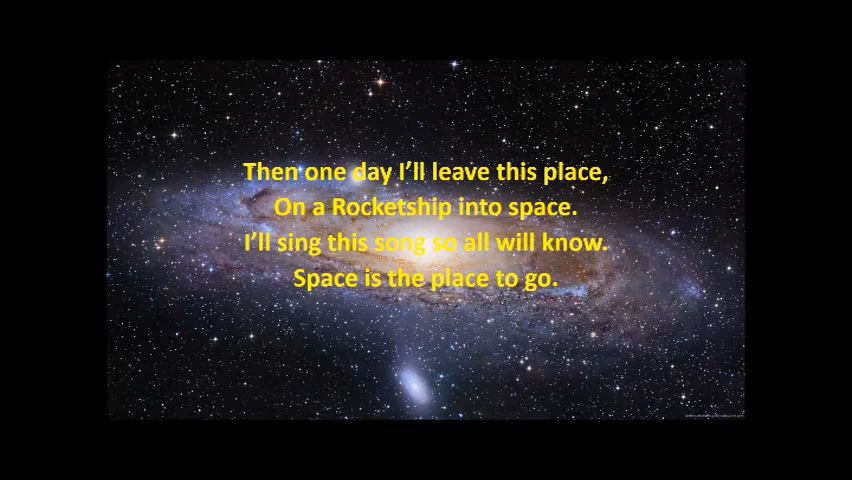 Then one day I'll leave this place,
On a Rocketship into space.
I'll sing this song so all will know.
Space is the place to go.